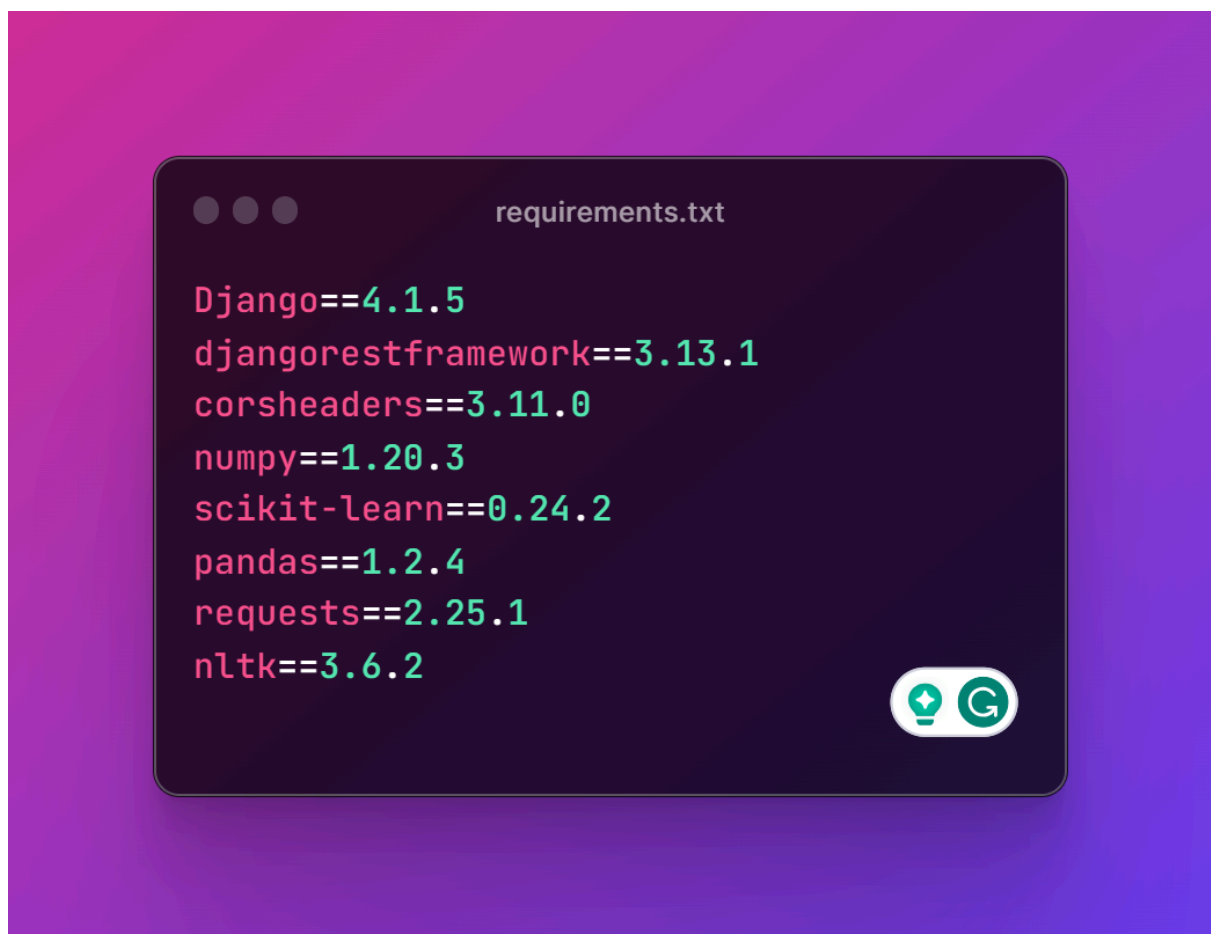 requirements.txt
Django==4.1.5
djangorestframework==3.13.1
corsheaders==3.11.0
numpy==1.20.3
scikit-learn==0.24.2
pandas==1.2.4
requests==2.25.1
nltk==3.6.2